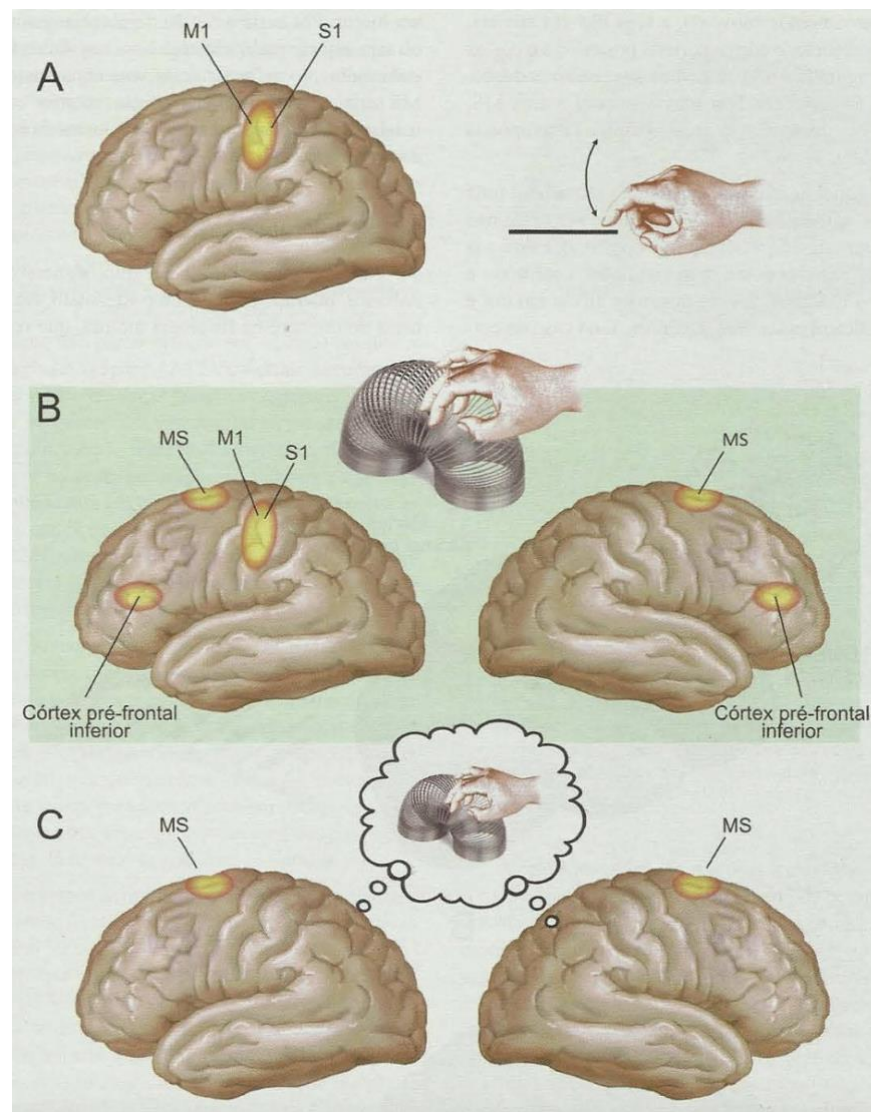 M1 S1
A
B
MS M1 S1 MS
Córtex pré-frontal
inferior
Córtex pré-frontal
inferior
C
MS MS